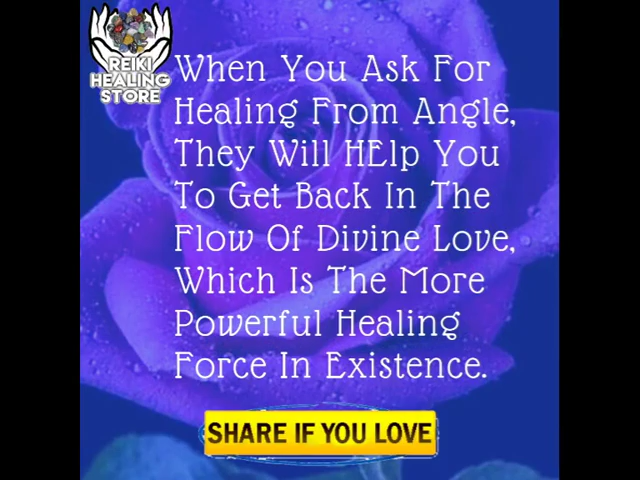 REIKI
HEALING
STORE
When You Ask For
Healing From Angle,
They Will HElp You
To Get Back In The
Flow Of Divine Love,
Which Is The More
Powerful Healing
Force In Existence.
SHARE IF YOU LOVE